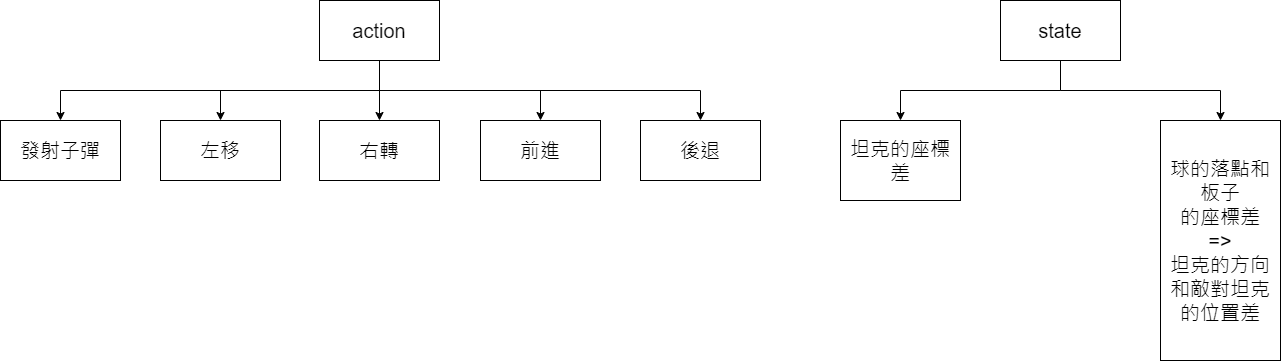 action
state
發射子彈
左移
右轉
前進
後退
坦克的座標
差
球的落點和
板子
的座標差
=>
坦克的方向
和敵對坦克
的位置差